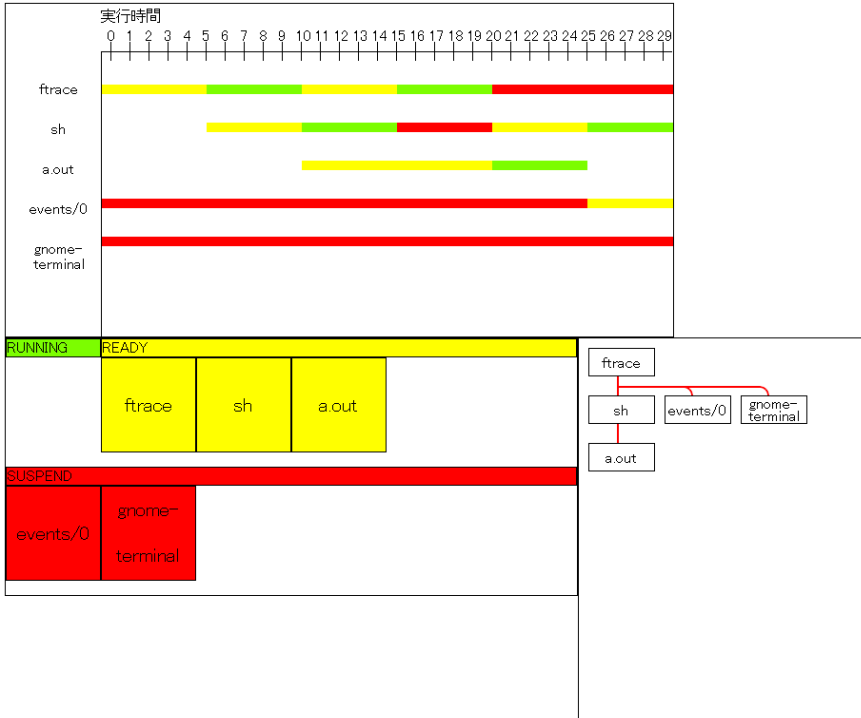 実行時間
0 1 2 3 4 5 6 7 8 9 10 11 12 13 14 15 16 17 18 19 20 21 22 23 24 25 26 27 28 29
ftrace
sh
a.out
events/0
gnome-
terminal
RUNNING
READY
ftrace
sh
a.out
SUSPEND
events/0
gnome-
terminal
ftrace
sh
events/0
gnome-
terminal
a.out